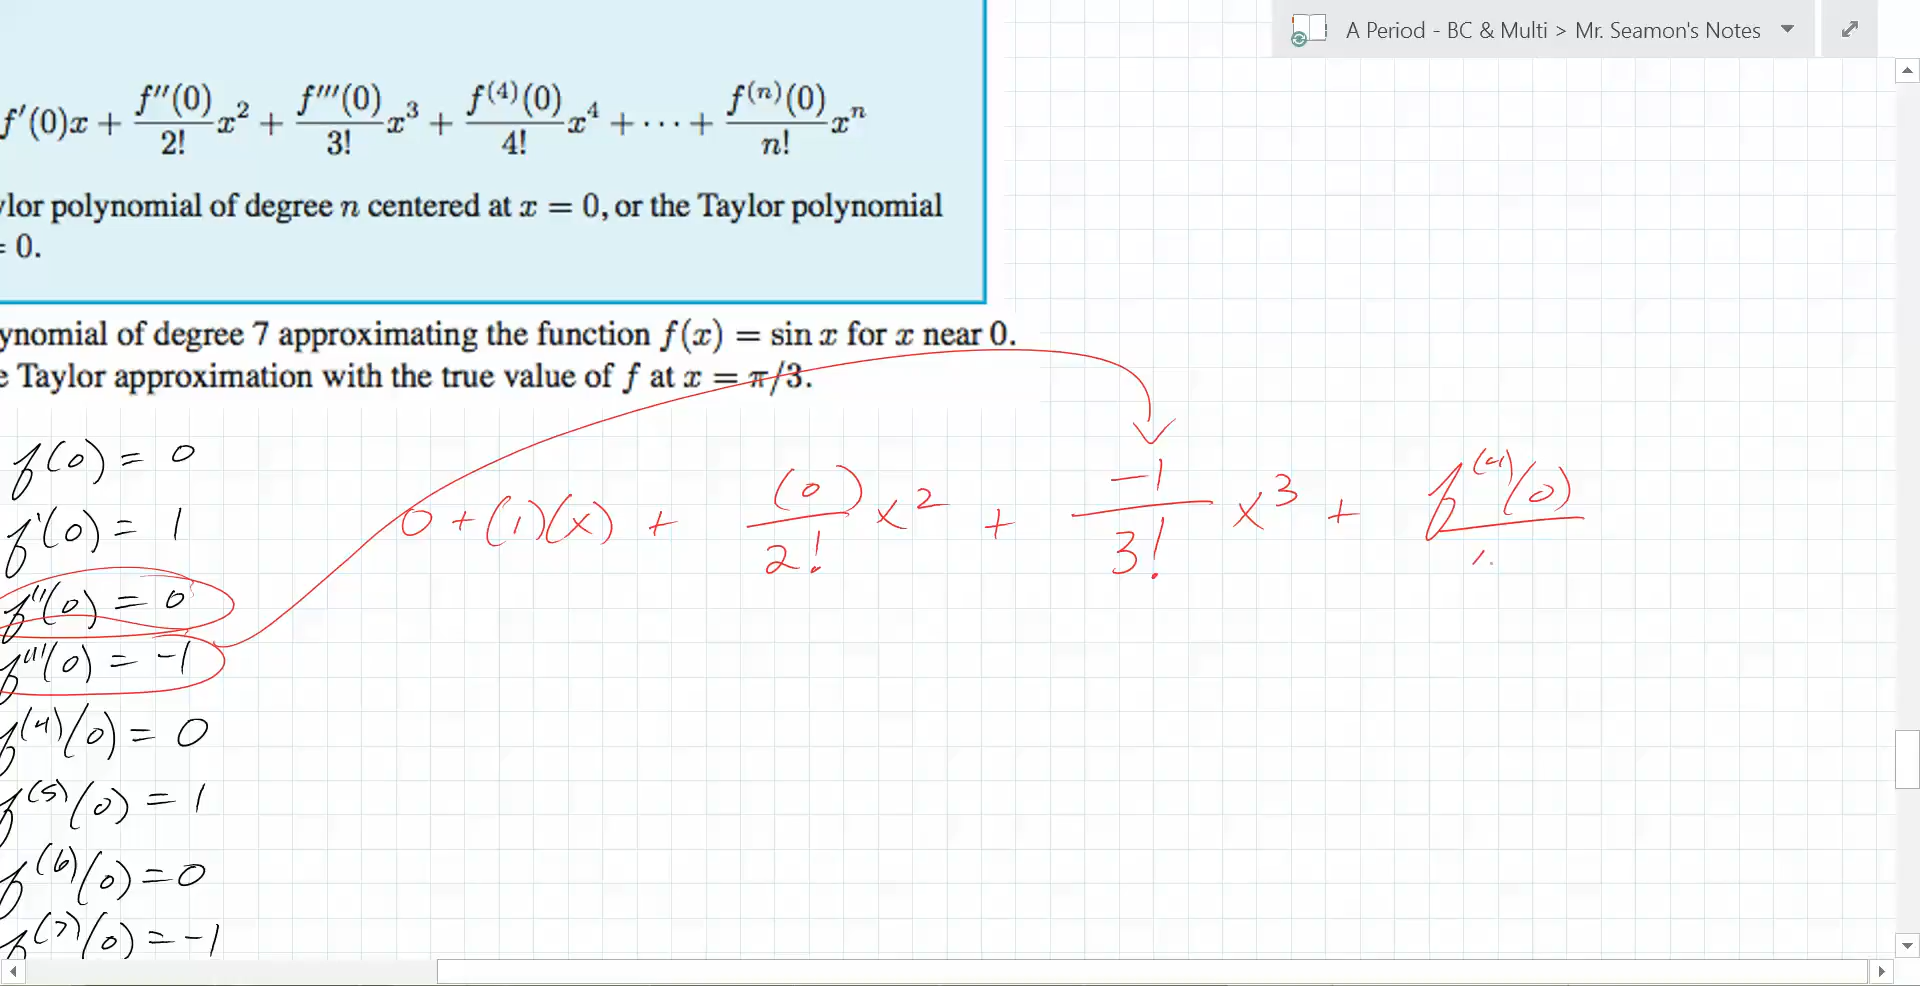 A Period - BC & Multi > Mr. Seamon's Notes
f′(0)x + f″(0)/2! x² + f‴(0)/3! x³ + f⁽⁴⁾(0)/4! x⁴ + ··· + f⁽ⁿ⁾(0)/n! xⁿ
ylor polynomial of degree n centered at x = 0, or the Taylor polynomial
= 0.
ynomial of degree 7 approximating the function f(x) = sin x for x near 0.
e Taylor approximation with the true value of f at x = π/3.
f(0) = 0
f'(0) = 1
f''(0) = 0
f'''(0) = -1
f⁽⁴⁾(0) = 0
f⁽⁵⁾(0) = 1
f⁽⁶⁾(0) = 0
f⁽⁷⁾(0) = -1
0 + (1)(x) + (0)/2! x² + -1/3! x³ + f⁽⁴⁾(0)/